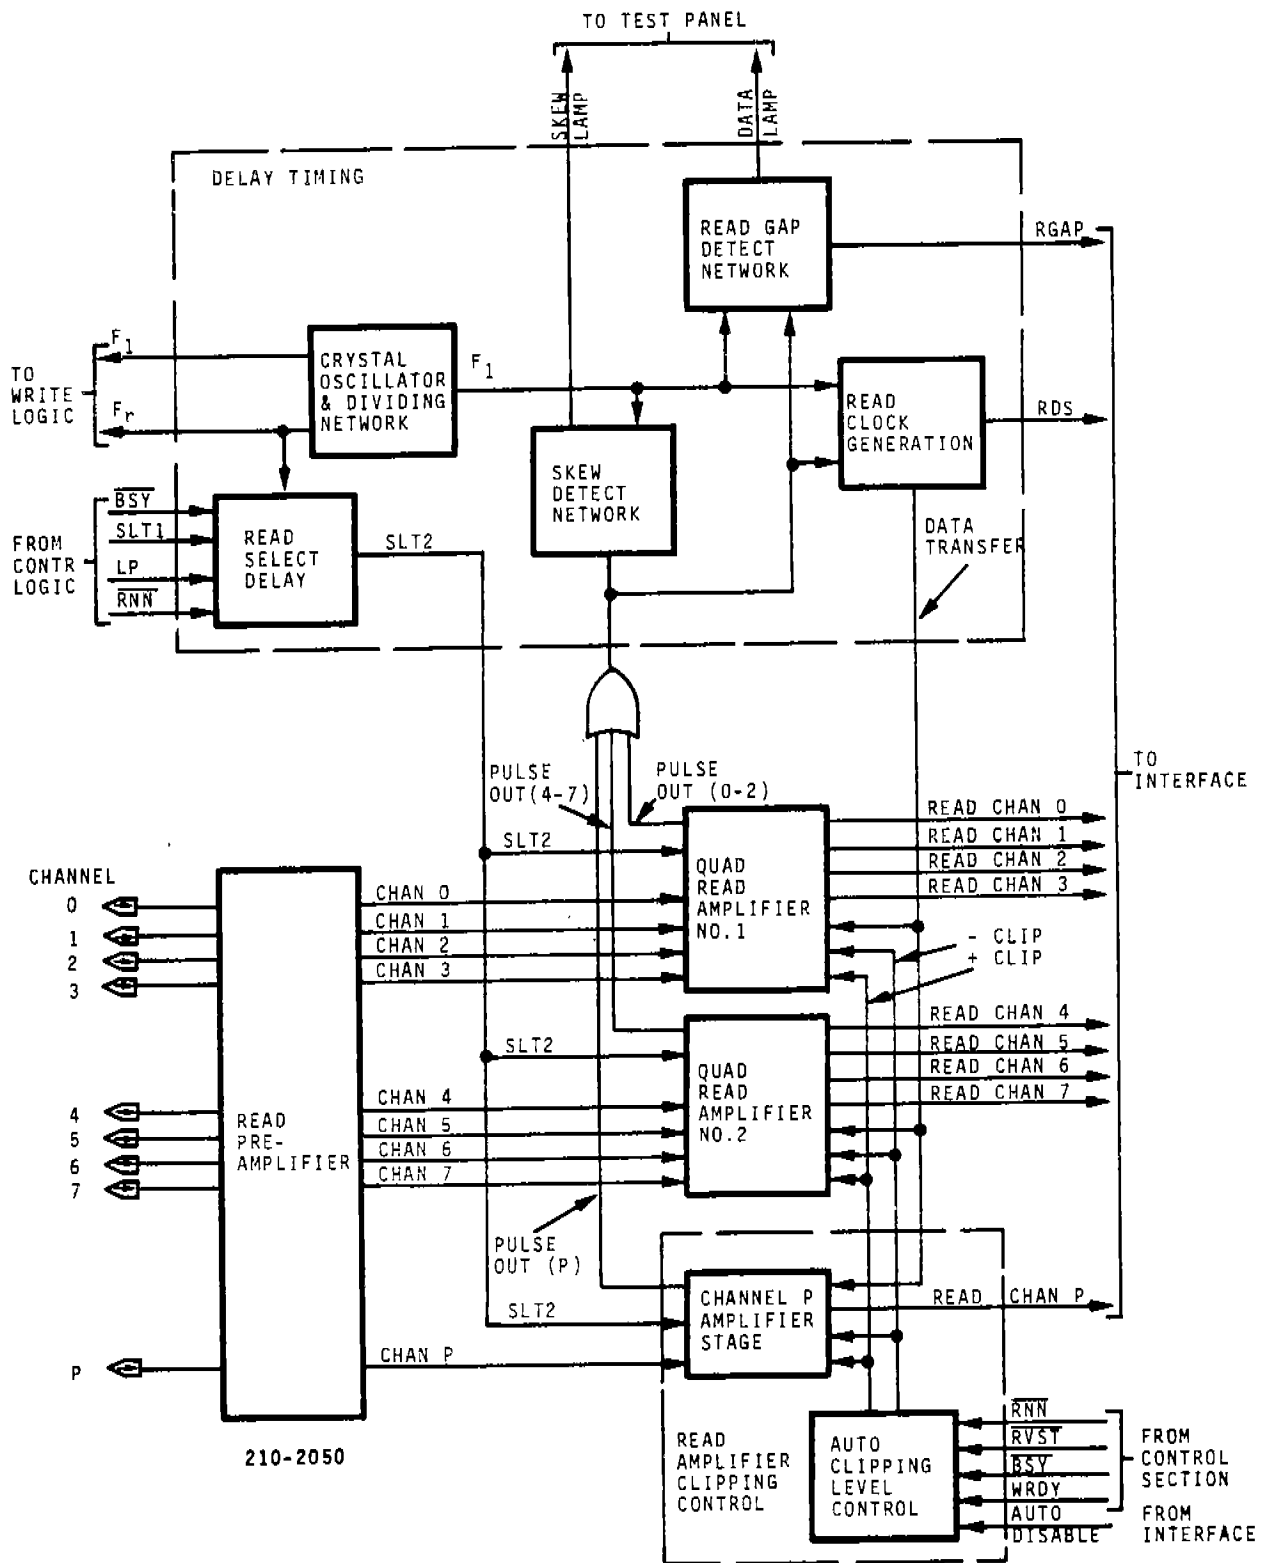 TO TEST PANEL
SKEW
LAMP
DATA
LAMP
DELAY TIMING
READ GAP
DETECT
NETWORK
RGAP
TO
WRITE
LOGIC
F1
Fr
CRYSTAL
OSCILLATOR
& DIVIDING
NETWORK
F1
READ
CLOCK
GENERATION
RDS
SKEW
DETECT
NETWORK
FROM
CONTR
LOGIC
B̅S̅Y̅
SLT1
LP
R̅N̅N̅
READ
SELECT
DELAY
SLT2
DATA
TRANSFER
TO
INTERFACE
PULSE
OUT(4-7)
PULSE
OUT (0-2)
SLT2
QUAD
READ
AMPLIFIER
NO.1
READ CHAN 0
READ CHAN 1
READ CHAN 2
READ CHAN 3
CHANNEL
0
1
2
3
CHAN 0
CHAN 1
CHAN 2
CHAN 3
- CLIP
+ CLIP
SLT2
QUAD
READ
AMPLIFIER
NO.2
READ CHAN 4
READ CHAN 5
READ CHAN 6
READ CHAN 7
4
5
6
7
READ
PRE-
AMPLIFIER
CHAN 4
CHAN 5
CHAN 6
CHAN 7
PULSE
OUT (P)
SLT2
CHANNEL P
AMPLIFIER
STAGE
READ CHAN P
P
CHAN P
210-2050
READ
AMPLIFIER
CLIPPING
CONTROL
AUTO
CLIPPING
LEVEL
CONTROL
R̅N̅N̅
R̅V̅S̅T̅
B̅S̅Y̅
WRDY
AUTO
DISABLE
FROM
CONTROL
SECTION
FROM
INTERFACE